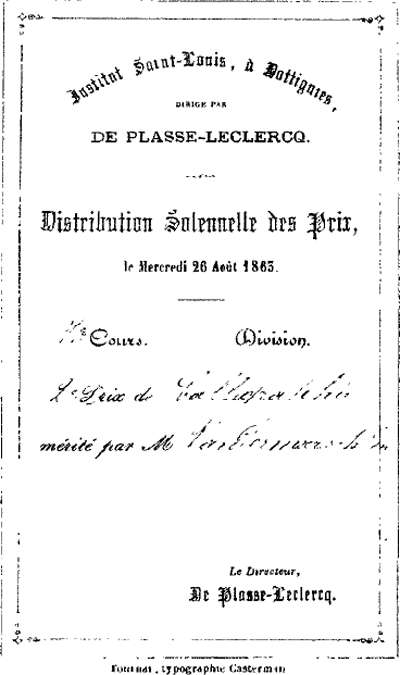 Institut Saint-Louis, à Dottignies,
DIRIGÉ PAR
DE PLASSE-LECLERCQ.
Distribution Solennelle des Prix,
le Mercredi 26 Août 1863.
Cours. Division.
2e Prix de
mérité par M
Le Directeur,
De Plasse-Leclercq.
Tournai, typographie Casterman